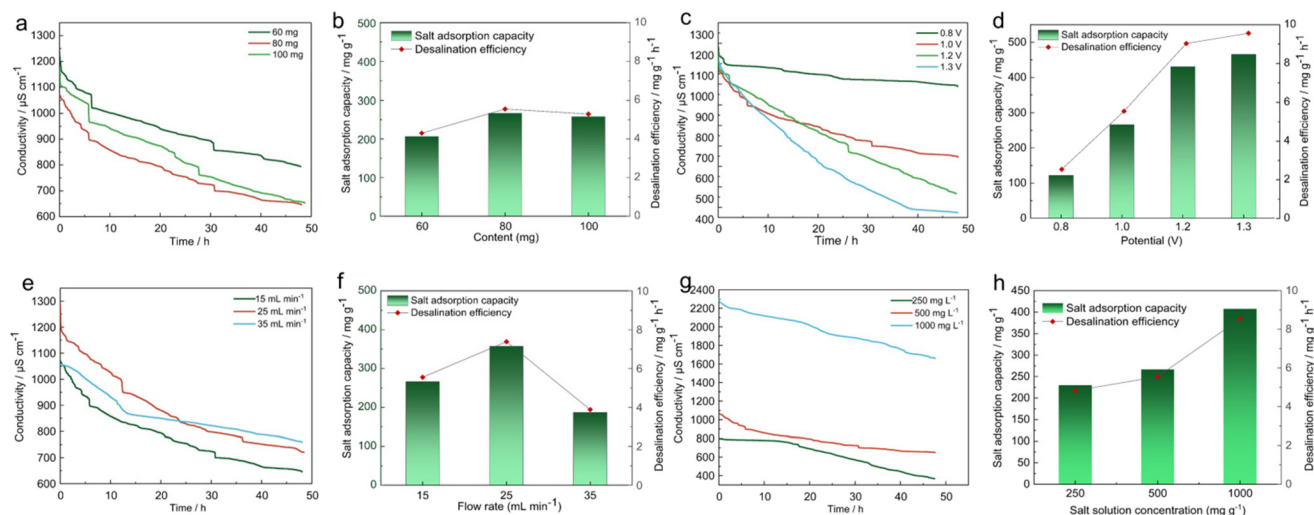 a
1300
1200
1100
1000
900
800
700
600
0
10
20
30
40
50
Conductivity / μS cm⁻¹
Time / h
60 mg
80 mg
100 mg
b
500
400
300
200
100
0
10
9
8
7
6
5
4
3
2
1
0
Salt adsorption capacity / mg g⁻¹
Desalination efficiency / mg g⁻¹ h⁻¹
Salt adsorption capacity
Desalination efficiency
60
80
100
Content (mg)
c
1300
1200
1100
1000
900
800
700
600
500
400
0
10
20
30
40
50
Conductivity / μS cm⁻¹
Time / h
0.8 V
1.0 V
1.2 V
1.3 V
d
500
400
300
200
100
0
10
8
6
4
2
0
Salt adsorption capacity / mg g⁻¹
Desalination efficiency / mg g⁻¹ h⁻¹
Salt adsorption capacity
Desalination efficiency
0.8
1.0
1.2
1.3
Potential (V)
e
1300
1200
1100
1000
900
800
700
600
0
10
20
30
40
50
Conductivity / μS cm⁻¹
Time / h
15 mL min⁻¹
25 mL min⁻¹
35 mL min⁻¹
f
500
400
300
200
100
0
10
8
6
4
2
0
Salt adsorption capacity / mg g⁻¹
Desalination efficiency / mg g⁻¹ h⁻¹
Salt adsorption capacity
Desalination efficiency
15
25
35
Flow rate (mL min⁻¹)
g
2400
2200
2000
1800
1600
1400
1200
1000
800
600
400
0
10
20
30
40
50
Conductivity / μS cm⁻¹
Time / h
250 mg L⁻¹
500 mg L⁻¹
1000 mg L⁻¹
h
450
400
350
300
250
200
150
100
50
0
10
9
8
7
6
5
4
3
2
1
0
Salt adsorption capacity / mg g⁻¹
Desalination efficiency / mg g⁻¹ h⁻¹
Salt adsorption capacity
Desalination efficiency
250
500
1000
Salt solution concentration (mg g⁻¹)